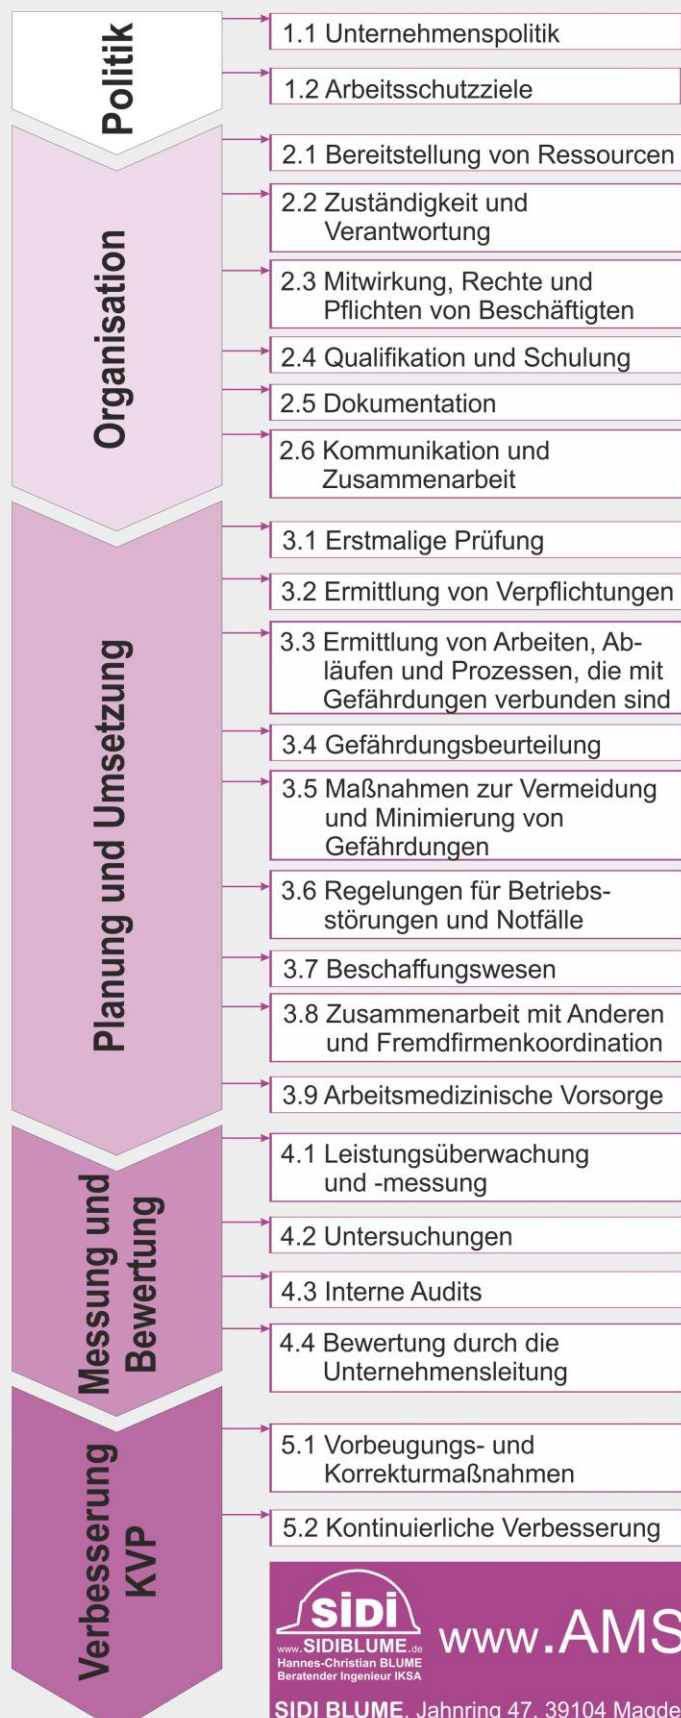 Politik
1.1 Unternehmenspolitik
1.2 Arbeitsschutzziele
Organisation
2.1 Bereitstellung von Ressourcen
2.2 Zuständigkeit und
Verantwortung
2.3 Mitwirkung, Rechte und
Pflichten von Beschäftigten
2.4 Qualifikation und Schulung
2.5 Dokumentation
2.6 Kommunikation und
Zusammenarbeit
Planung und Umsetzung
3.1 Erstmalige Prüfung
3.2 Ermittlung von Verpflichtungen
3.3 Ermittlung von Arbeiten, Ab-
läufen und Prozessen, die mit
Gefährdungen verbunden sind
3.4 Gefährdungsbeurteilung
3.5 Maßnahmen zur Vermeidung
und Minimierung von
Gefährdungen
3.6 Regelungen für Betriebs-
störungen und Notfälle
3.7 Beschaffungswesen
3.8 Zusammenarbeit mit Anderen
und Fremdfirmenkoordination
3.9 Arbeitsmedizinische Vorsorge
Messung und
Bewertung
4.1 Leistungsüberwachung
und -messung
4.2 Untersuchungen
4.3 Interne Audits
4.4 Bewertung durch die
Unternehmensleitung
Verbesserung
KVP
5.1 Vorbeugungs- und
Korrekturmaßnahmen
5.2 Kontinuierliche Verbesserung
SiDi
www.SIDIBLUME.de
Hannes-Christian BLUME
Beratender Ingenieur IKSA
www.AMS
SIDI BLUME, Jahnring 47, 39104 Magde